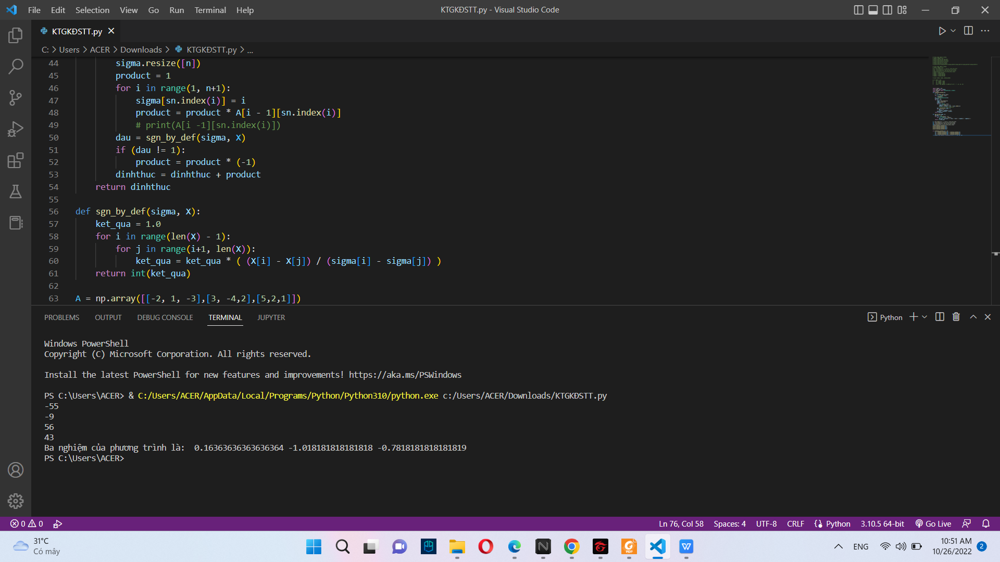 File Edit Selection View Go Run Terminal Help
KTGKĐSTT.py - Visual Studio Code
KTGKĐSTT.py
C: > Users > ACER > Downloads > KTGKĐSTT.py > ...
44 sigma.resize([n])
45 product = 1
46 for i in range(1, n+1):
47 sigma[sn.index(i)] = i
48 product = product * A[i - 1][sn.index(i)]
49 # print(A[i -1][sn.index(i)])
50 dau = sgn_by_def(sigma, X)
51 if (dau != 1):
52 product = product * (-1)
53 dinhthuc = dinhthuc + product
54 return dinhthuc
55
56 def sgn_by_def(sigma, X):
57 ket_qua = 1.0
58 for i in range(len(X) - 1):
59 for j in range(i+1, len(X)):
60 ket_qua = ket_qua * ( (X[i] - X[j]) / (sigma[i] - sigma[j]) )
61 return int(ket_qua)
62
63 A = np.array([[-2, 1, -3],[3, -4,2],[5,2,1]])
PROBLEMS OUTPUT DEBUG CONSOLE TERMINAL JUPYTER
Python
Windows PowerShell
Copyright (C) Microsoft Corporation. All rights reserved.
Install the latest PowerShell for new features and improvements! https://aka.ms/PSWindows
PS C:\Users\ACER> & C:/Users/ACER/AppData/Local/Programs/Python/Python310/python.exe c:/Users/ACER/Downloads/KTGKĐSTT.py
-55
-9
56
43
Ba nghiệm của phương trình là:  0.16363636363636364 -1.018181818181818 -0.7818181818181819
PS C:\Users\ACER>
0 0
Ln 76, Col 58 Spaces: 4 UTF-8 CRLF Python 3.10.5 64-bit Go Live
31°C
Có mây
ENG
10:51 AM
10/26/2022
2